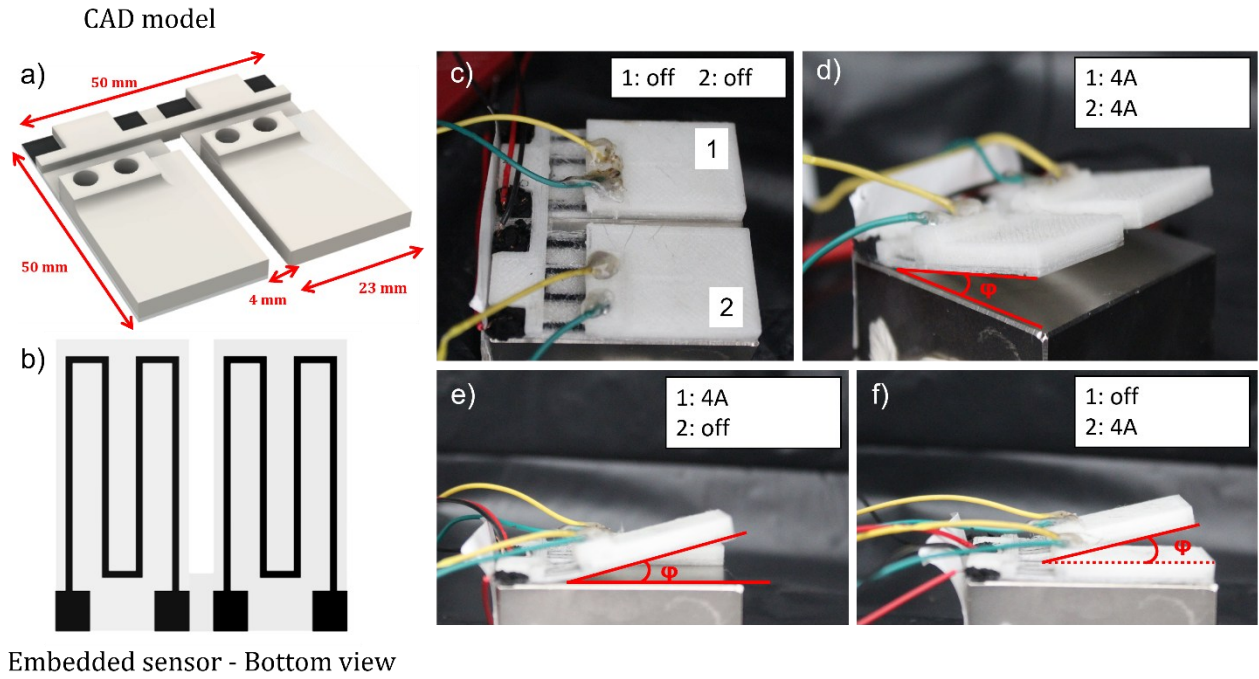 CAD model
a)
50 mm
50 mm
4 mm
23 mm
b)
Embedded sensor - Bottom view
c)
1: off 2: off
1
2
d)
1: 4A
2: 4A
φ
e)
1: 4A
2: off
φ
f)
1: off
2: 4A
φ